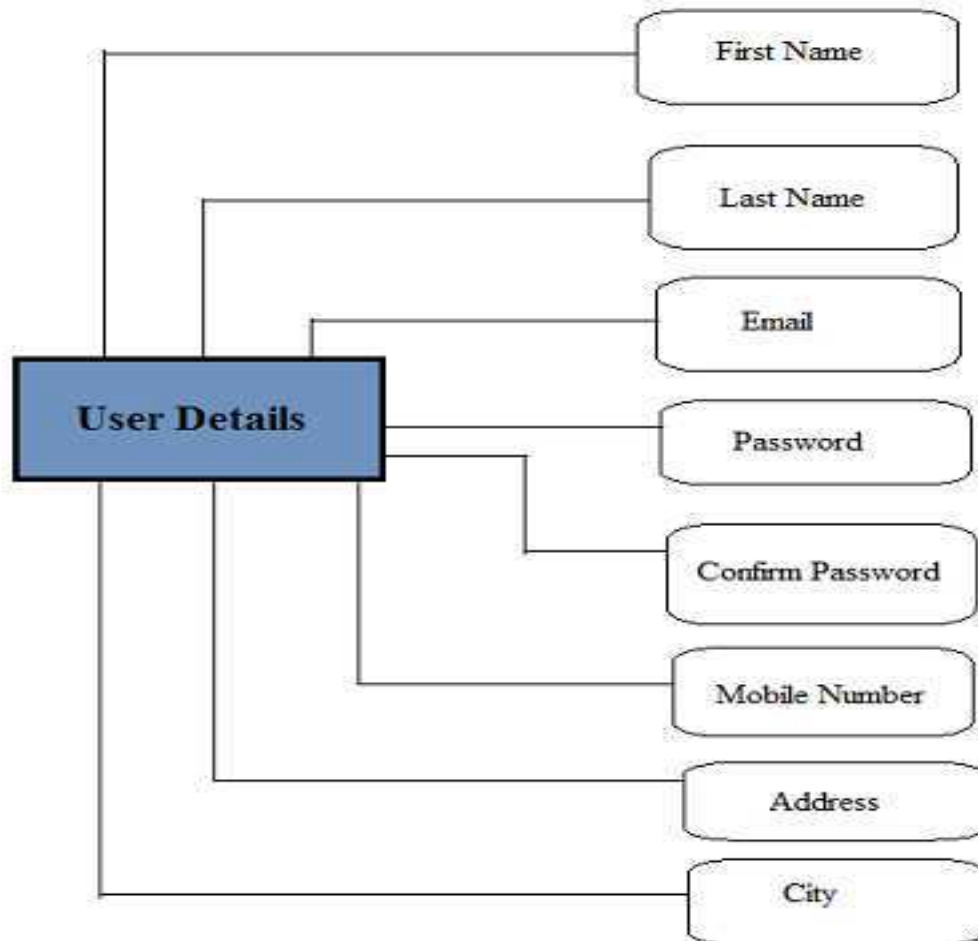 First Name
Last Name
Email
User Details
Password
Confirm Password
Mobile Number
Address
City